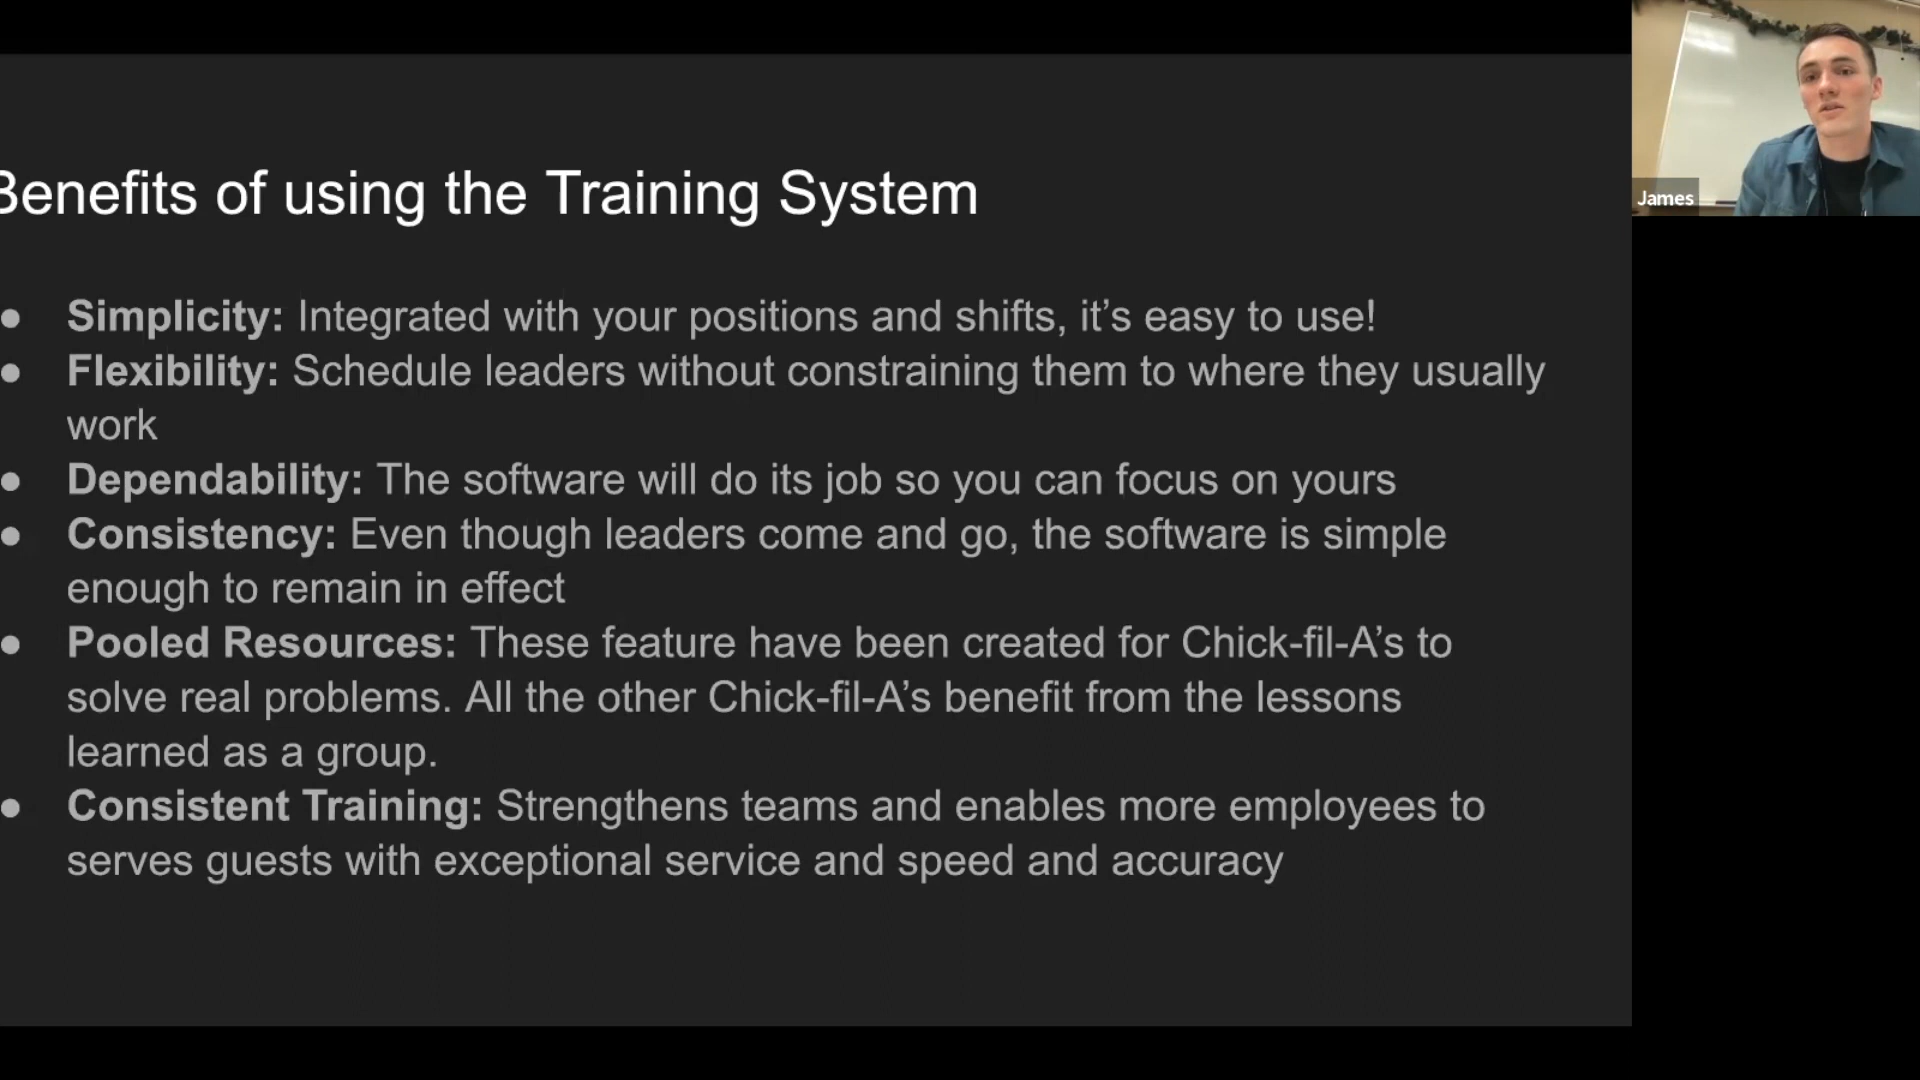 Benefits of using the Training System
● Simplicity: Integrated with your positions and shifts, it’s easy to use!
● Flexibility: Schedule leaders without constraining them to where they usually
work
● Dependability: The software will do its job so you can focus on yours
● Consistency: Even though leaders come and go, the software is simple
enough to remain in effect
● Pooled Resources: These feature have been created for Chick-fil-A’s to
solve real problems. All the other Chick-fil-A’s benefit from the lessons
learned as a group.
● Consistent Training: Strengthens teams and enables more employees to
serves guests with exceptional service and speed and accuracy
James